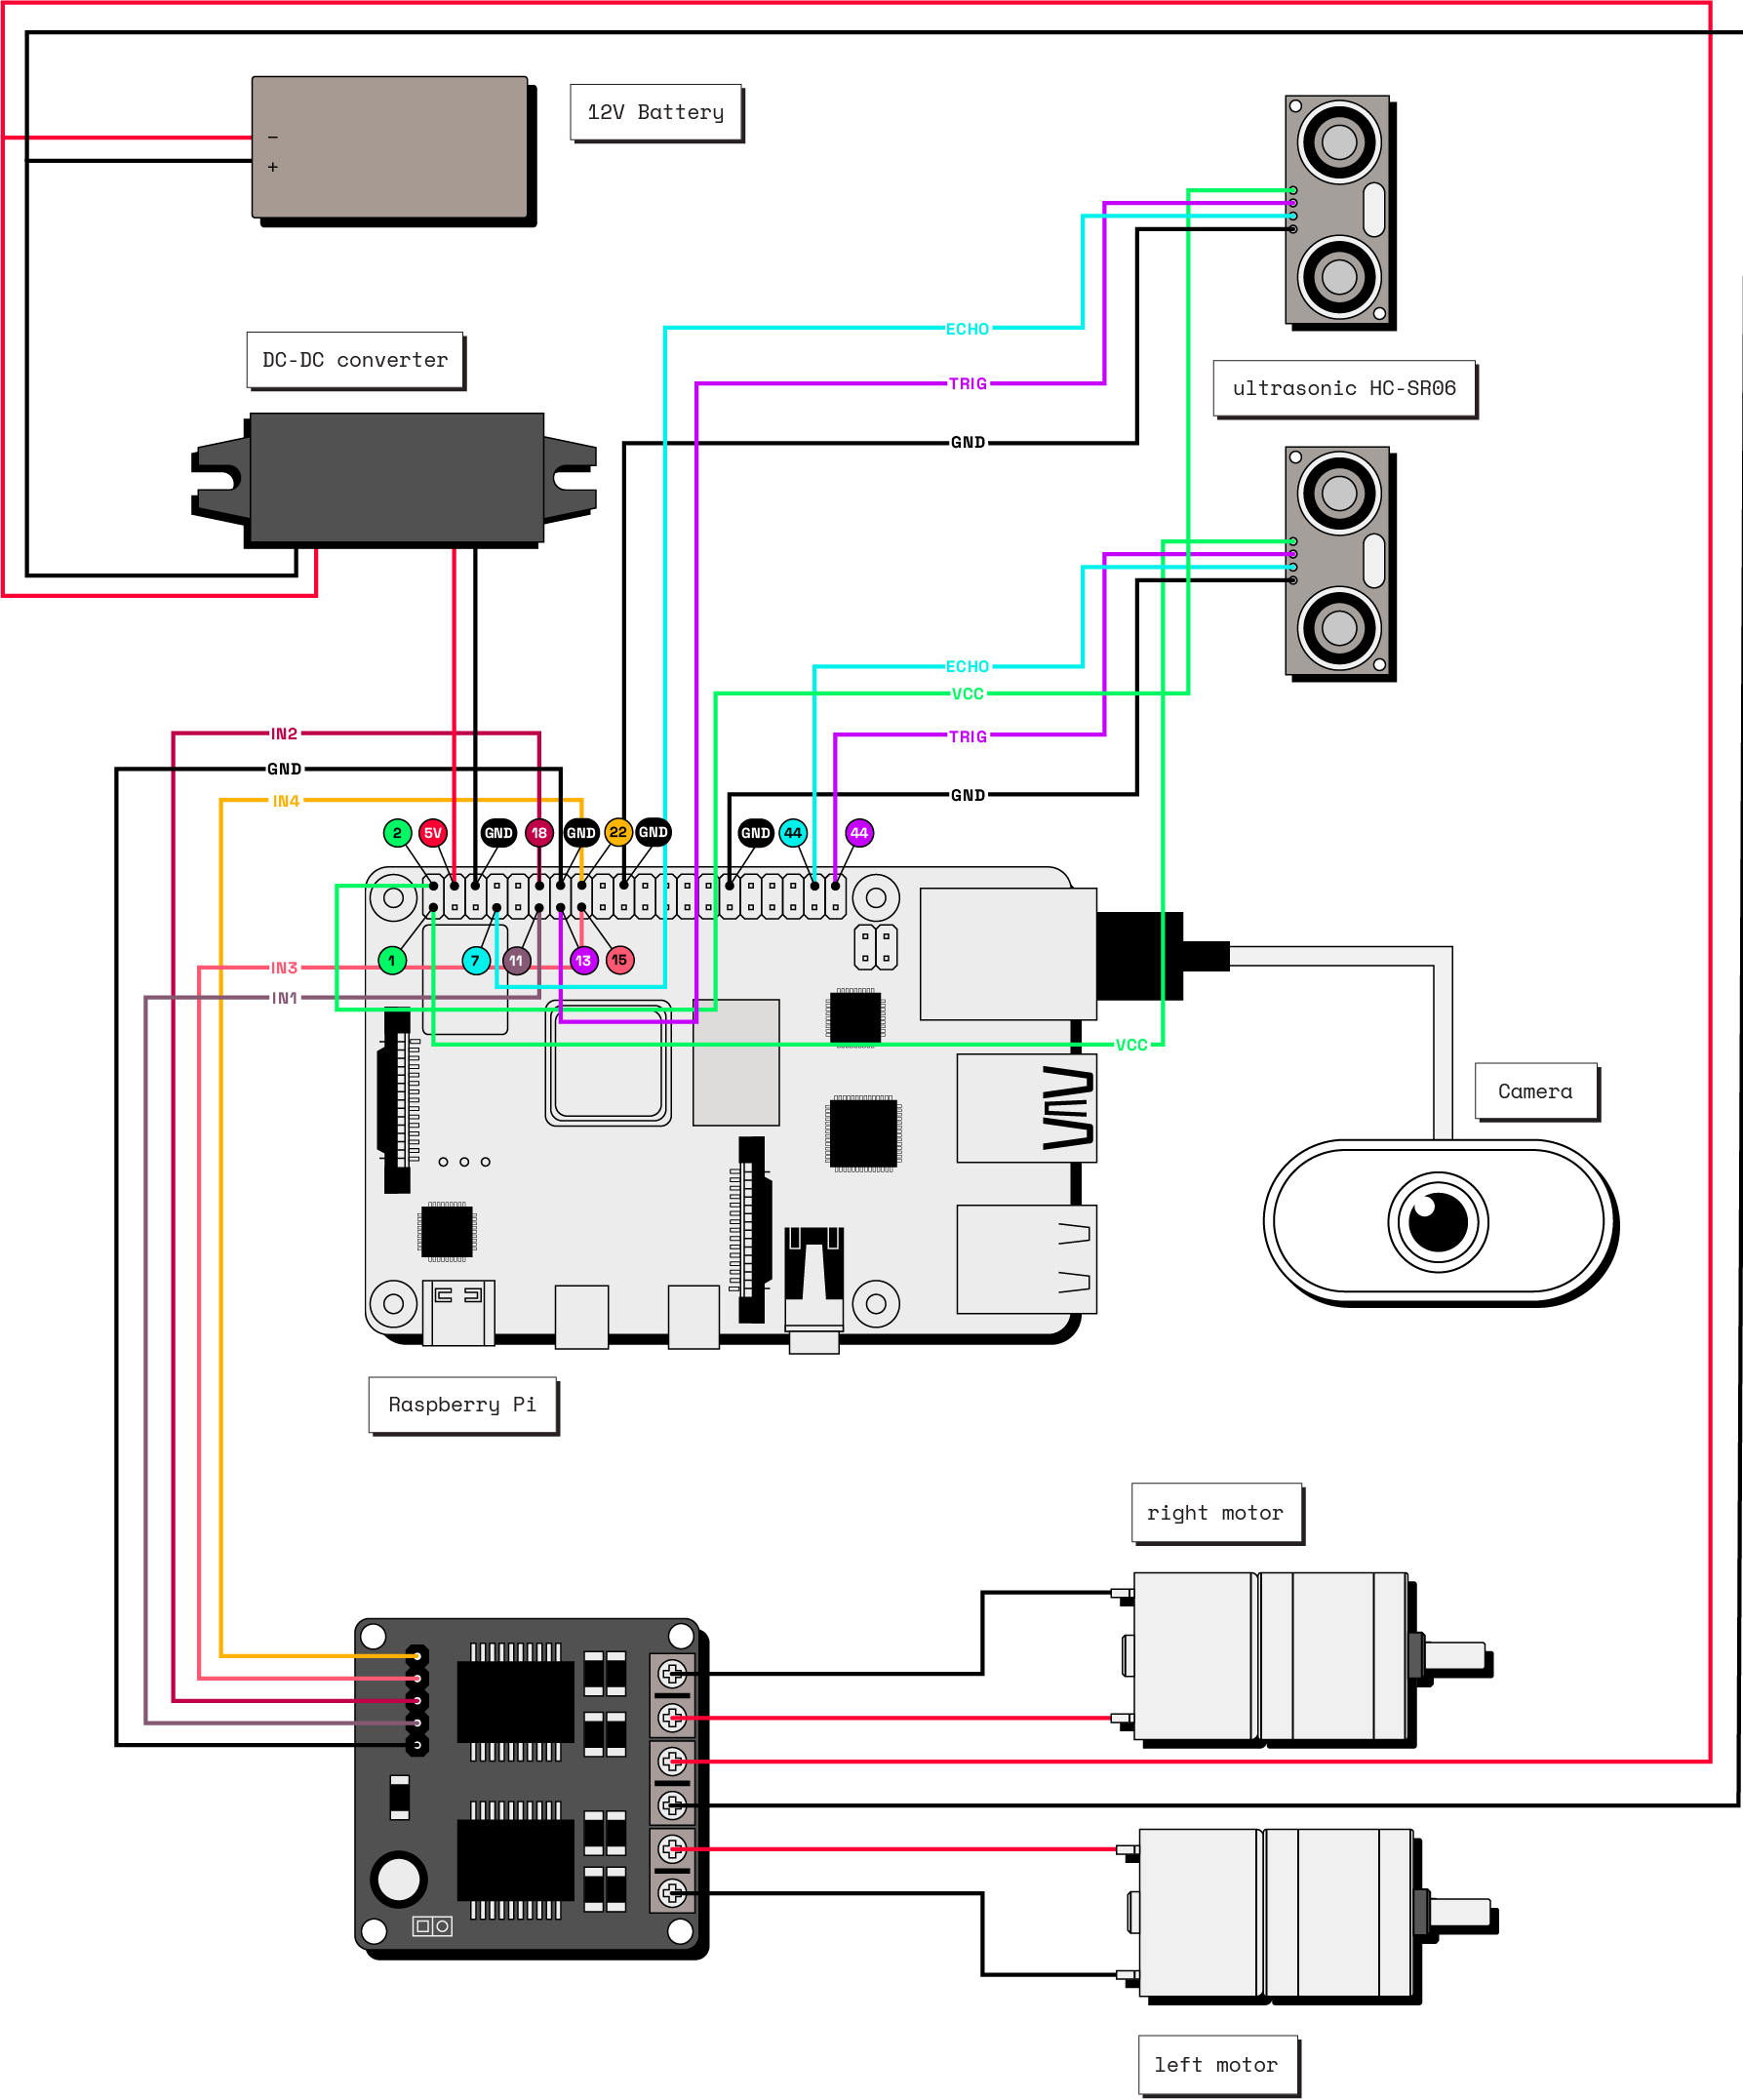 12V Battery
−
+
DC-DC converter
ECHO
TRIG
ultrasonic HC-SR06
GND
ECHO
VCC
IN2
TRIG
GND
IN4
GND
2 5V GND 18 GND 22 GND GND 44 44
1 7 11 13 15
IN3
IN1
VCC
Camera
Raspberry Pi
right motor
left motor